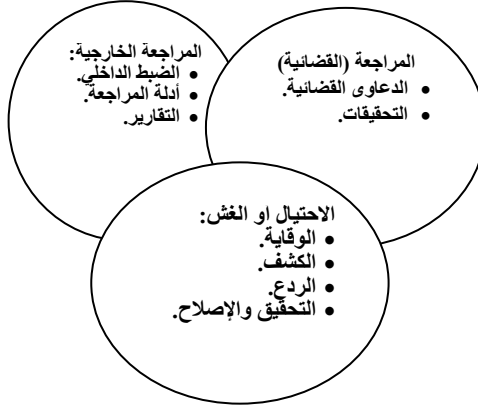 المراجعة الخارجية:
• الضبط الداخلي.
• أدلة المراجعة.
• التقارير.
المراجعة (القضائية)
• الدعاوى القضائية.
• التحقيقات.
الاحتيال او الغش:
• الوقاية.
• الكشف.
• الردع.
• التحقيق والإصلاح.